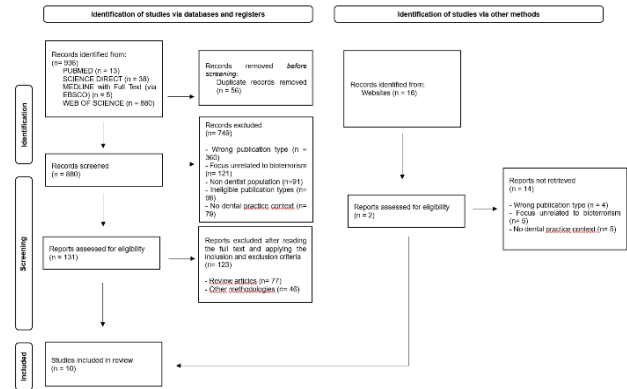 Identification of studies via databases and registers
Identification of studies via other methods
Identification
Records identified from:
(n= 936)
PUBMED (n = 13)
SCIENCE DIRECT (n = 38)
MEDLINE with Full Text (via
EBSCO) (n = 5)
WEB OF SCIENCE (n = 880)
Records removed before
screening:
Duplicate records removed
(n = 56)
Records identified from:
Websites (n = 16)
Screening
Records screened
(n = 880)
Records excluded
(n= 749)
- Wrong publication type (n =
360)
- Focus unrelated to bioterrorism
(n= 121)
- Non dentist population (n=91)
- Ineligible publication types (n=
98)
- No dental practice context (n=
79)
Reports assessed for eligibility
(n = 131)
Reports excluded after reading
the full text and applying the
inclusion and exclusion criteria
(n= 123)
- Review articles (n= 77)
- Other methodologies (n= 46)
Reports assessed for eligibility
(n = 2)
Reports not retrieved
(n = 14)
- Wrong publication type (n = 4)
- Focus unrelated to bioterrorism
(n= 5)
- No dental practice context (n= 5)
Included
Studies included in review
(n = 10)